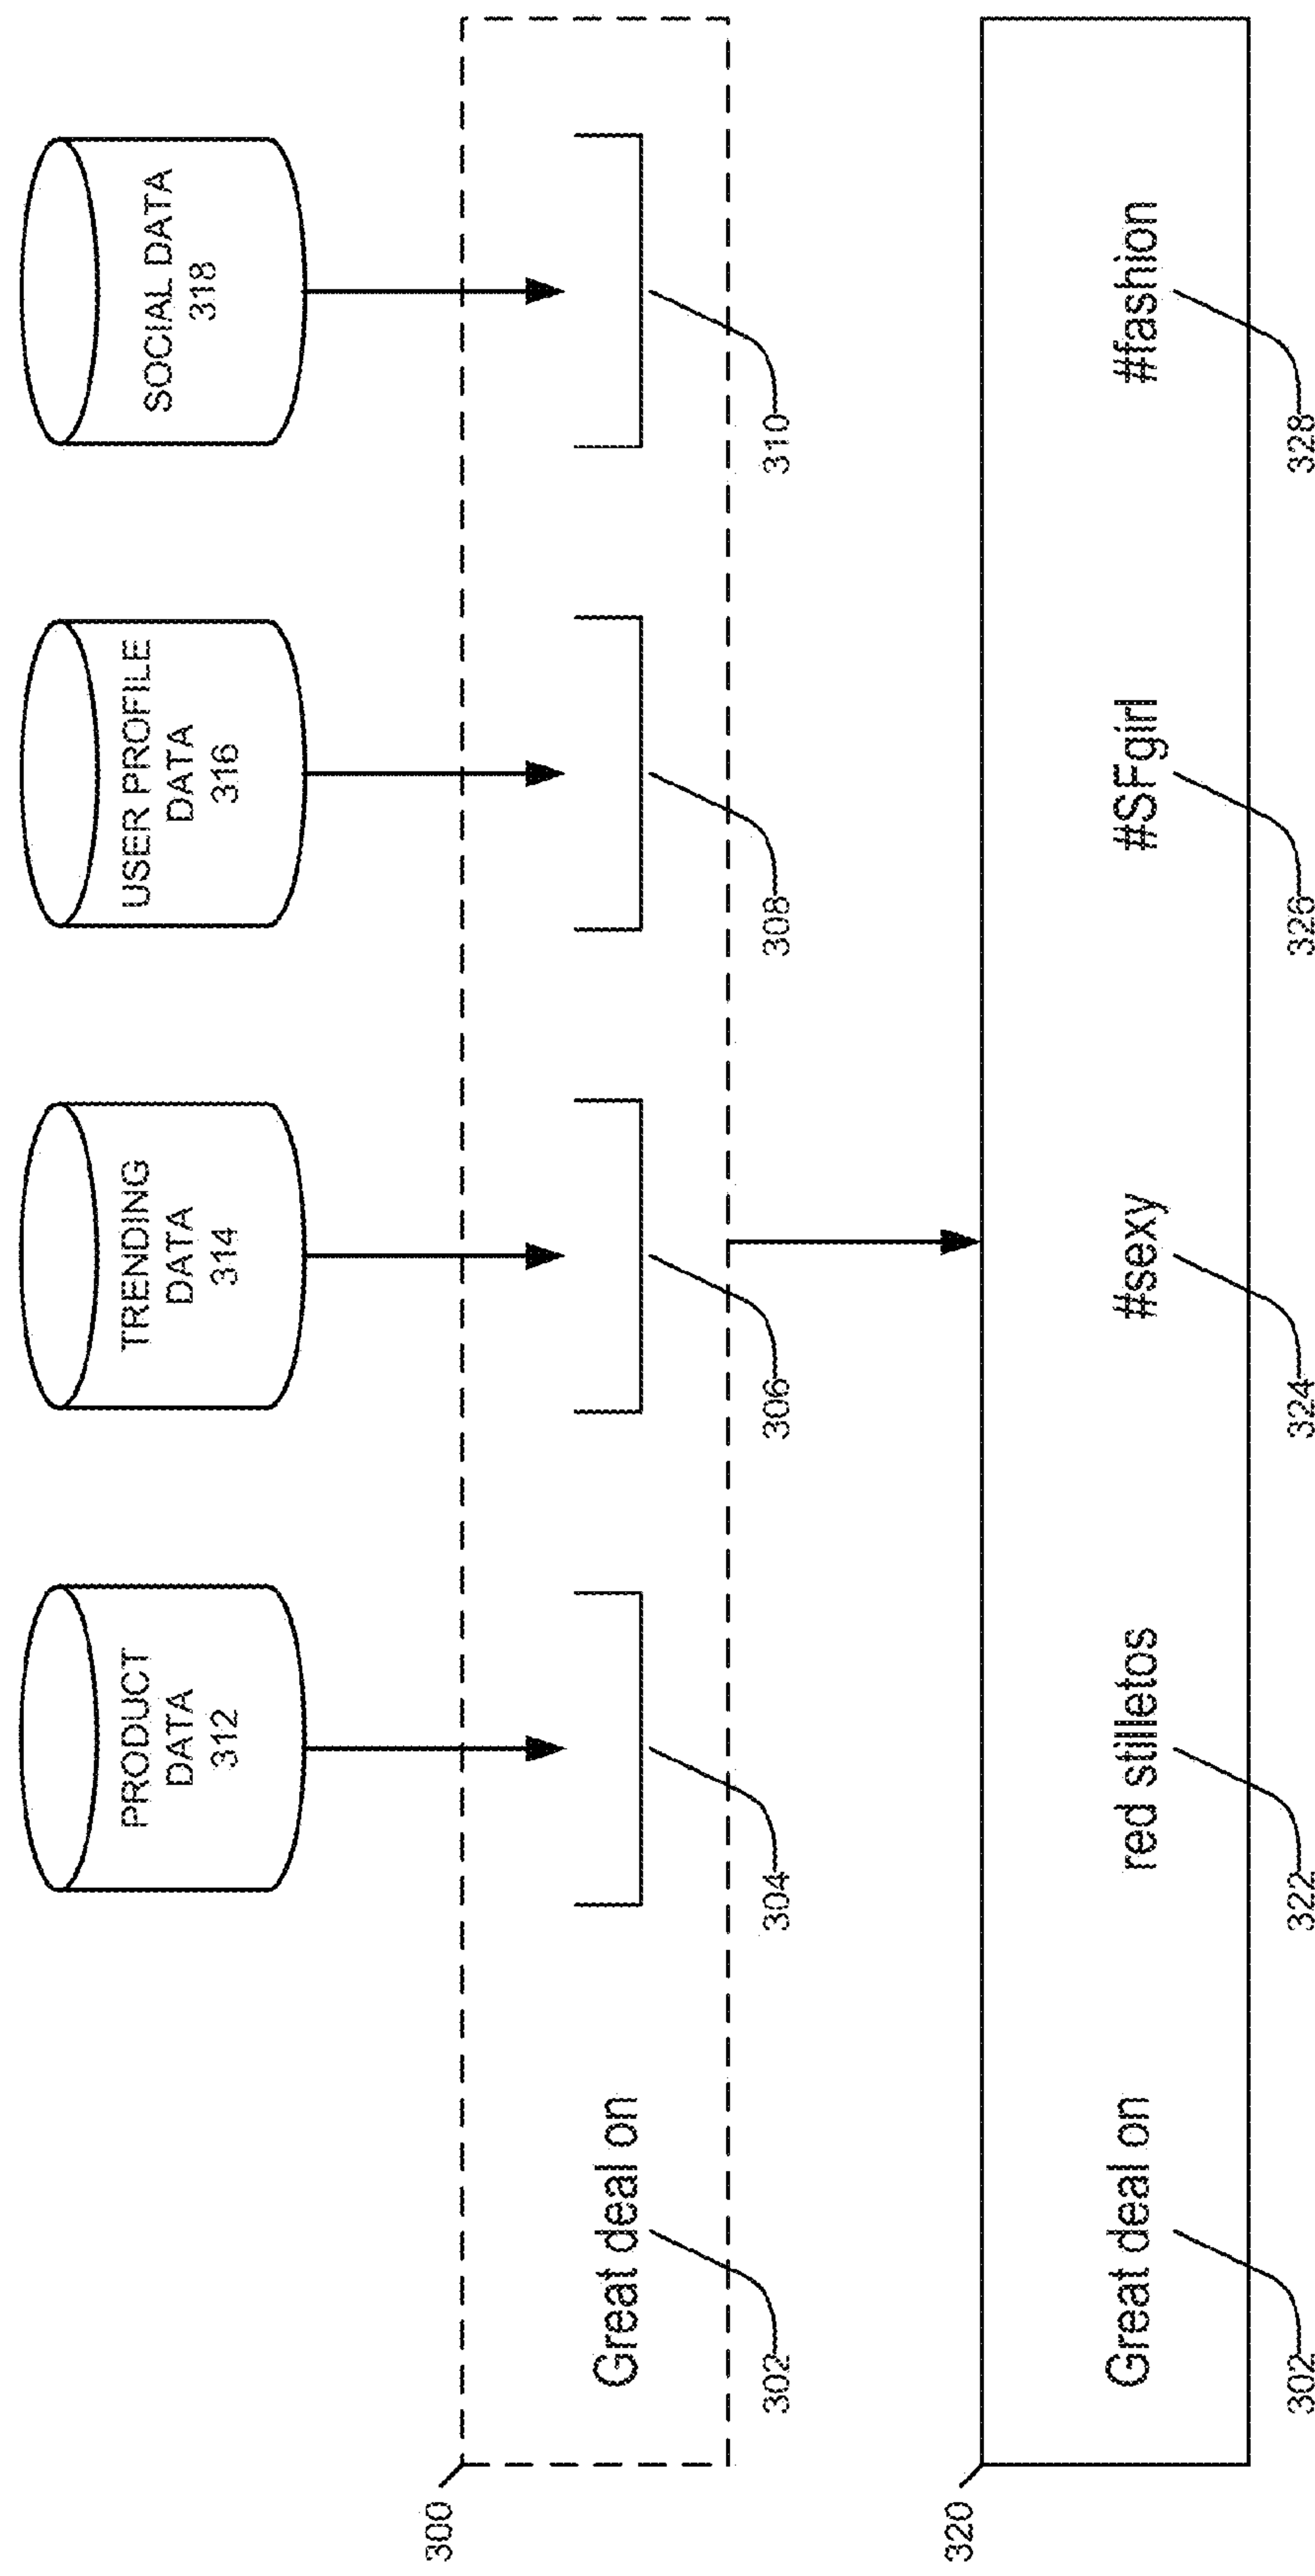 PRODUCT
DATA
312
TRENDING
DATA
314
USER PROFILE
DATA
316
SOCIAL DATA
318
300
Great deal on
302
304
306
308
310
320
Great deal on
red stilletos
#sexy
#SFgirl
#fashion
302
322
324
326
328